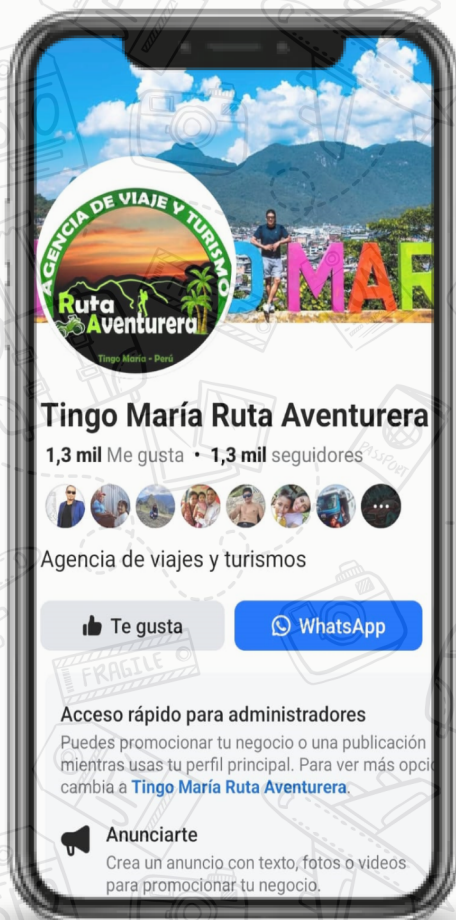 AGENCIA DE VIAJE Y TURISMO
Ruta
Aventurera
Tingo María - Perú
O MAR
Tingo María Ruta Aventurera
1,3 mil Me gusta • 1,3 mil seguidores
Agencia de viajes y turismos
Te gusta
WhatsApp
PASSPORT
FRAGILE
Acceso rápido para administradores
Puedes promocionar tu negocio o una publicación
mientras usas tu perfil principal. Para ver más opcio
cambia a Tingo María Ruta Aventurera.
Anunciarte
Crea un anuncio con texto, fotos o videos
para promocionar tu negocio.